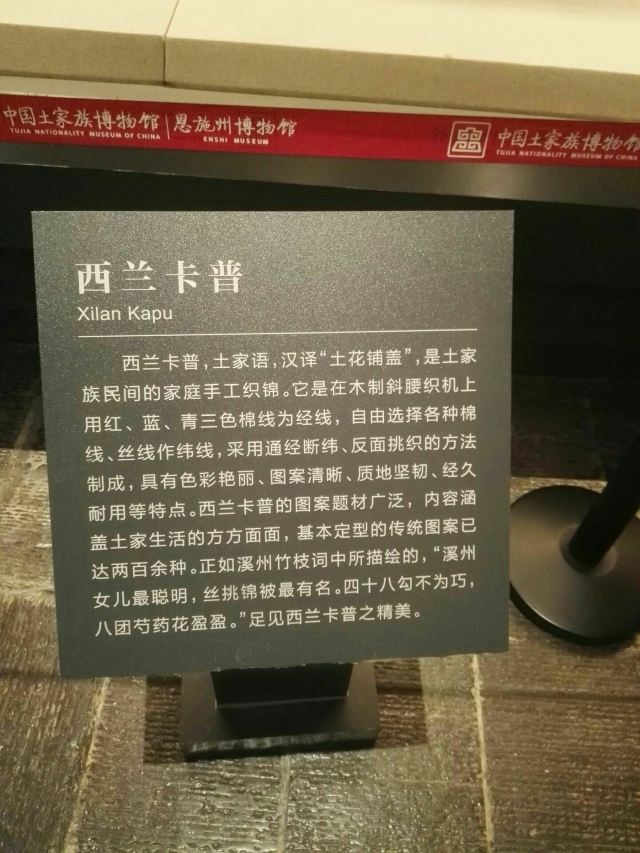 中国土家族博物馆 恩施州博物馆
TUJIA NATIONALITY MUSEUM OF CHINA ENSHI MUSEUM
中国土家族博物馆
TUJIA NATIONALITY MUSEUM OF CHINA
西兰卡普
Xilan Kapu
西兰卡普,土家语,汉译“土花铺盖”,是土家
族民间的家庭手工织锦。它是在木制斜腰织机上
用红、蓝、青三色棉线为经线,自由选择各种棉
线、丝线作纬线,采用通经断纬、反面挑织的方法
制成,具有色彩艳丽、图案清晰、质地坚韧、经久
耐用等特点。西兰卡普的图案题材广泛,内容涵
盖土家生活的方方面面,基本定型的传统图案已
达两百余种。正如溪州竹枝词中所描绘的,“溪州
女儿最聪明,丝挑锦被最有名。四十八勾不为巧,
八团芍药花盈盈。”足见西兰卡普之精美。